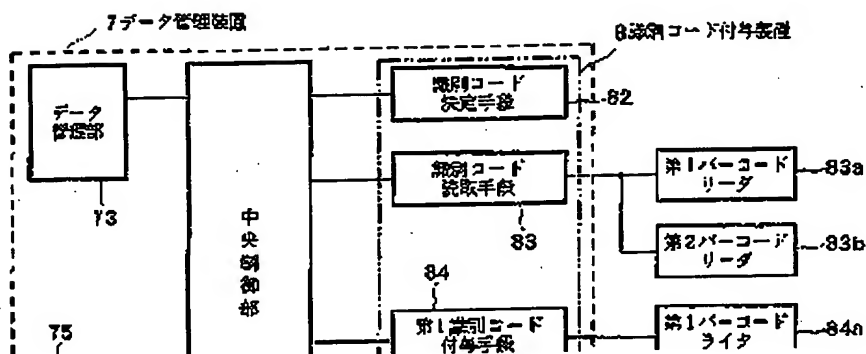 7データ管理装置
8識別コード付与装置
データ
管理部
73
識別コード
決定手段
82
識別コード
読取手段
83
第1バーコード
リーダ
83a
第2バーコード
リーダ
83b
中央監御部
84
第1識別コード
付与手段
第1バーコード
ライタ
84a
75